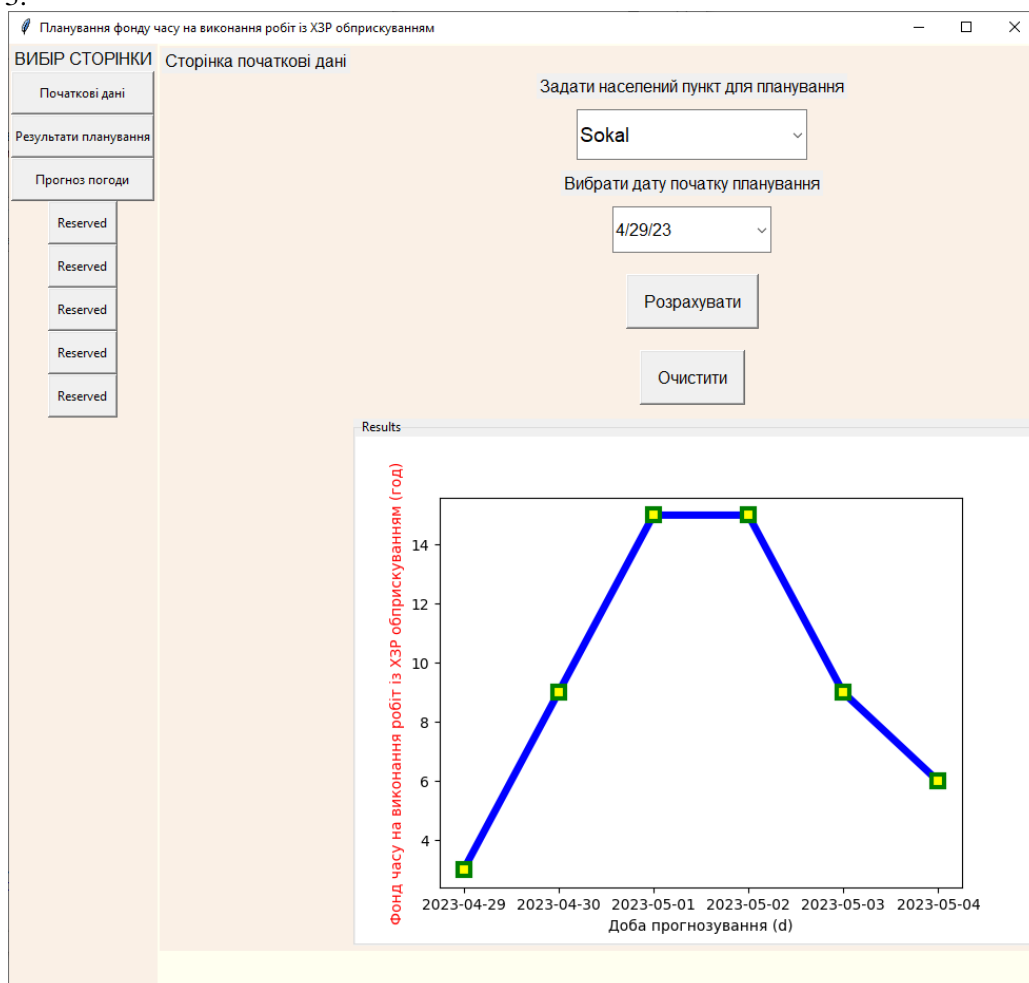 3.
Планування фонду часу на виконання робіт із ХЗР обприскуванням
ВИБІР СТОРІНКИ
Початкові дані
Результати планування
Прогноз погоди
Reserved
Reserved
Reserved
Reserved
Reserved
Сторінка початкові дані
Задати населений пункт для планування
Sokal
Вибрати дату початку планування
4/29/23
Розрахувати
Очистити
Results
Фонд часу на виконання робіт із ХЗР обприскуванням (год)
14
12
10
8
6
4
2023-04-29 2023-04-30 2023-05-01 2023-05-02 2023-05-03 2023-05-04
Доба прогнозування (d)